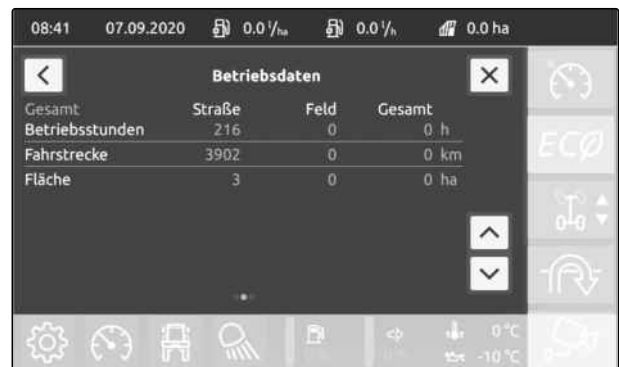 08:41 07.09.2020 0.0 l/ha 0.0 l/h 0.0 ha
Betriebsdaten
Gesamt Straße Feld Gesamt
Betriebsstunden 216 0 0 h
Fahrstrecke 3902 0 0 km
Fläche 3 0 0 ha
ECO
0 °C
-10 °C